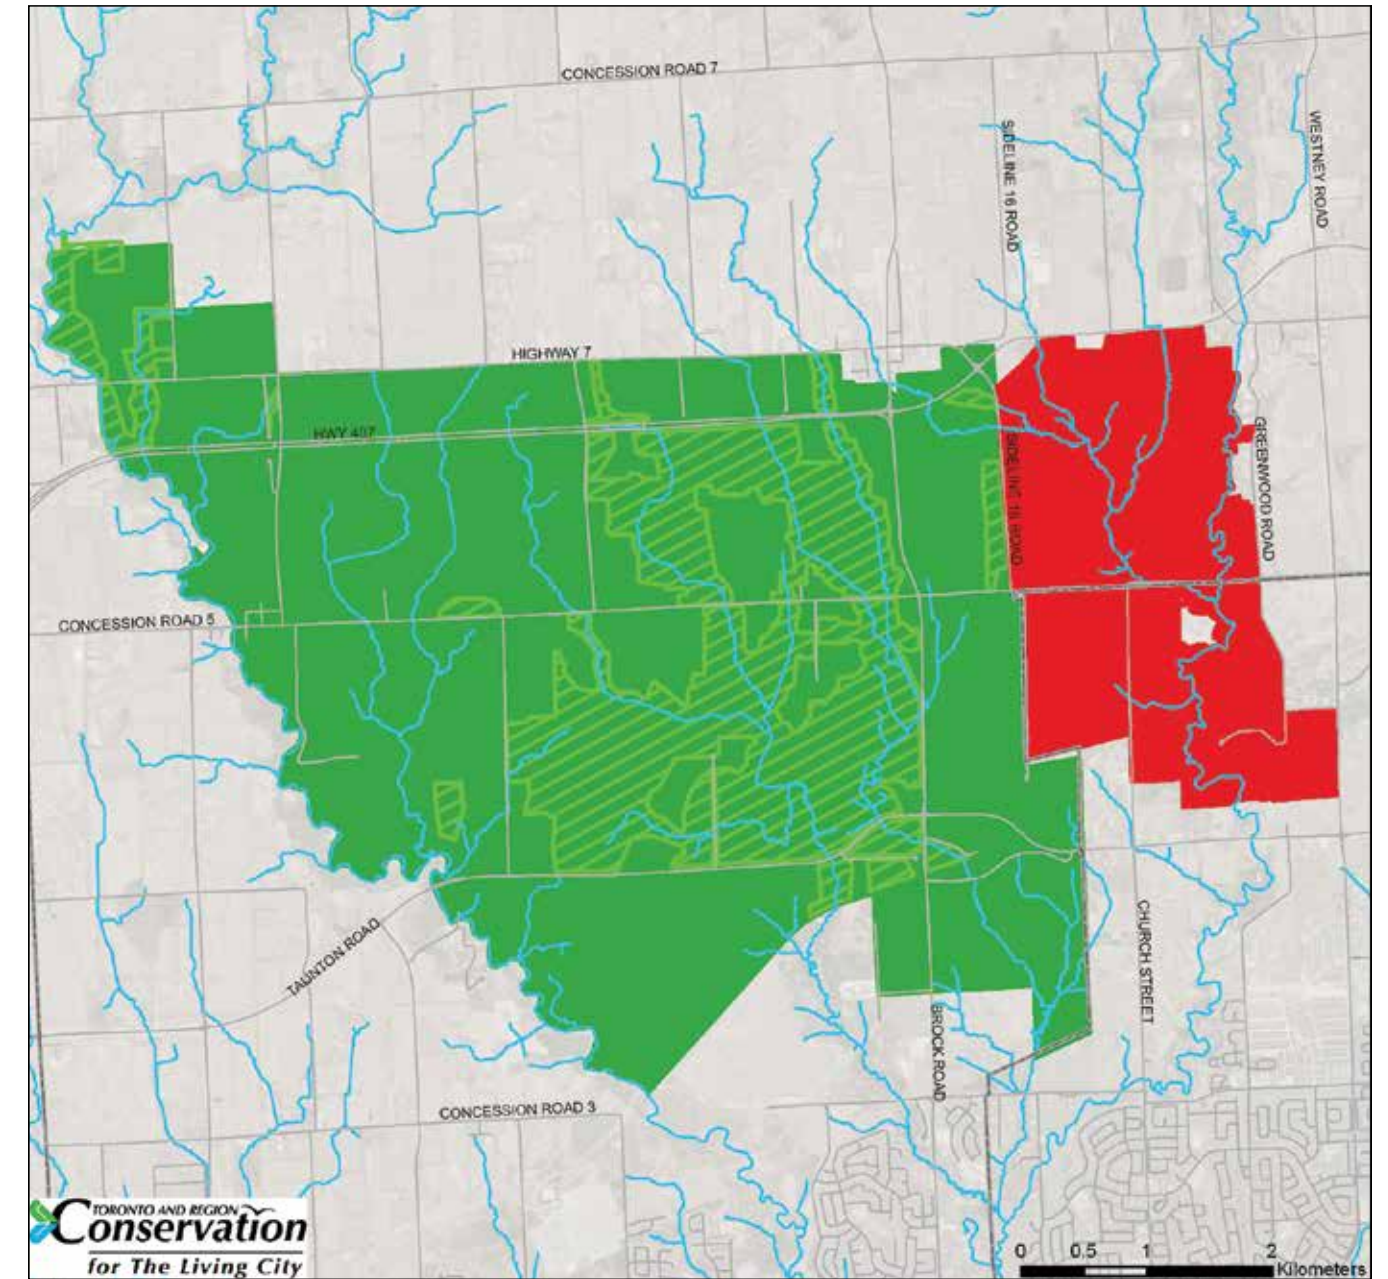 CONCESSION ROAD 7
SIDELINE 16 ROAD
WESTNEY ROAD
HIGHWAY 7
HWY 407
SIDELINE 16 ROAD
GREENWOOD ROAD
CONCESSION ROAD 5
TAUNTON ROAD
CHURCH STREET
BROCK ROAD
CONCESSION ROAD 3
TORONTO AND REGION
Conservation
for The Living City
0 0.5 1 2
Kilometers